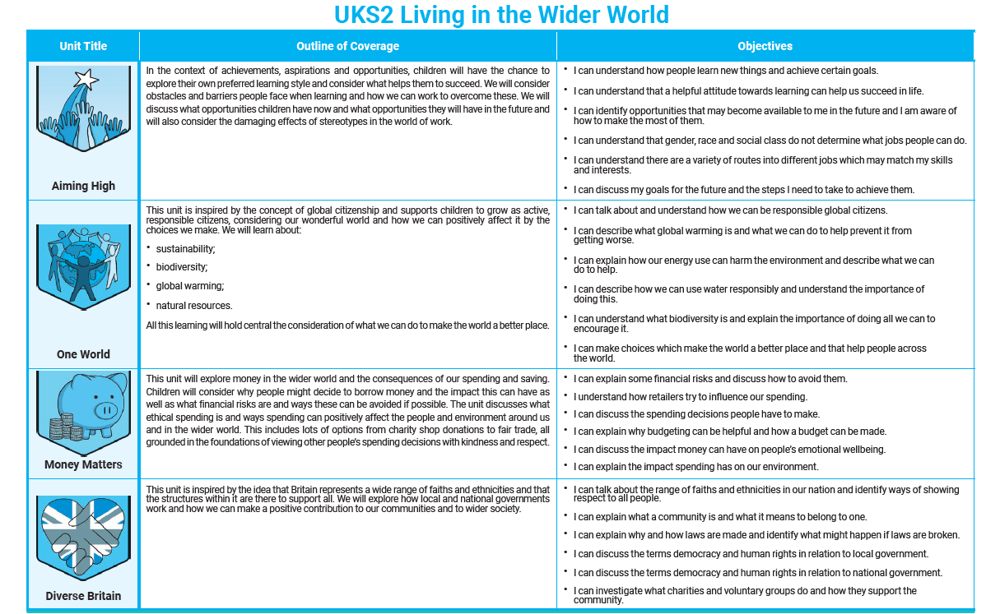 UKS2 Living in the Wider World
Unit Title
Outline of Coverage
Objectives
Aiming High
In the context of achievements, aspirations and opportunities, children will have the chance to
explore their own preferred learning style and consider what helps them to succeed. We will consider
obstacles and barriers people face when learning and how we can work to overcome these. We will
discuss what opportunities children have now and what opportunities they will have in the future and
will also consider the damaging effects of stereotypes in the world of work.
• I can understand how people learn new things and achieve certain goals.
• I can understand that a helpful attitude towards learning can help us succeed in life.
• I can identify opportunities that may become available to me in the future and I am aware of
how to make the most of them.
• I can understand that gender, race and social class do not determine what jobs people can do.
• I can understand there are a variety of routes into different jobs which may match my skills
and interests.
• I can discuss my goals for the future and the steps I need to take to achieve them.
One World
This unit is inspired by the concept of global citizenship and supports children to grow as active,
responsible citizens, considering our wonderful world and how we can positively affect it by the
choices we make. We will learn about:
• sustainability;
• biodiversity;
• global warming;
• natural resources.
All this learning will hold central the consideration of what we can do to make the world a better place.
• I can talk about and understand how we can be responsible global citizens.
• I can describe what global warming is and what we can do to help prevent it from
getting worse.
• I can explain how our energy use can harm the environment and describe what we can
do to help.
• I can describe how we can use water responsibly and understand the importance of
doing this.
• I can understand what biodiversity is and explain the importance of doing all we can to
encourage it.
• I can make choices which make the world a better place and that help people across
the world.
Money Matters
This unit will explore money in the wider world and the consequences of our spending and saving.
Children will consider why people might decide to borrow money and the impact this can have as
well as what financial risks are and ways these can be avoided if possible. The unit discusses what
ethical spending is and ways spending can positively affect the people and environment around us
and in the wider world. This includes lots of options from charity shop donations to fair trade, all
grounded in the foundations of viewing other people's spending decisions with kindness and respect.
• I can explain some financial risks and discuss how to avoid them.
• I understand how retailers try to influence our spending.
• I can discuss the spending decisions people have to make.
• I can explain why budgeting can be helpful and how a budget can be made.
• I can discuss the impact money can have on people's emotional wellbeing.
• I can explain the impact spending has on our environment.
Diverse Britain
This unit is inspired by the idea that Britain represents a wide range of faiths and ethnicities and that
the structures within it are there to support all. We will explore how local and national governments
work and how we can make a positive contribution to our communities and to wider society.
• I can talk about the range of faiths and ethnicities in our nation and identify ways of showing
respect to all people.
• I can explain what a community is and what it means to belong to one.
• I can explain why and how laws are made and identify what might happen if laws are broken.
• I can discuss the terms democracy and human rights in relation to local government.
• I can discuss the terms democracy and human rights in relation to national government.
• I can investigate what charities and voluntary groups do and how they support the
community.